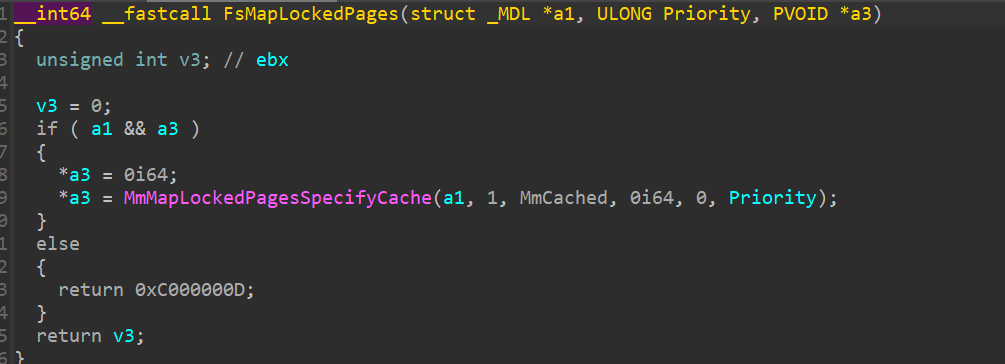 1 __int64 __fastcall FsMapLockedPages(struct _MDL *a1, ULONG Priority, PVOID *a3)
2 {
3   unsigned int v3; // ebx
4
5   v3 = 0;
6   if ( a1 && a3 )
7   {
8     *a3 = 0i64;
9     *a3 = MmMapLockedPagesSpecifyCache(a1, 1, MmCached, 0i64, 0, Priority);
0   }
1   else
2   {
3     return 0xC000000D;
4   }
5   return v3;
6 }